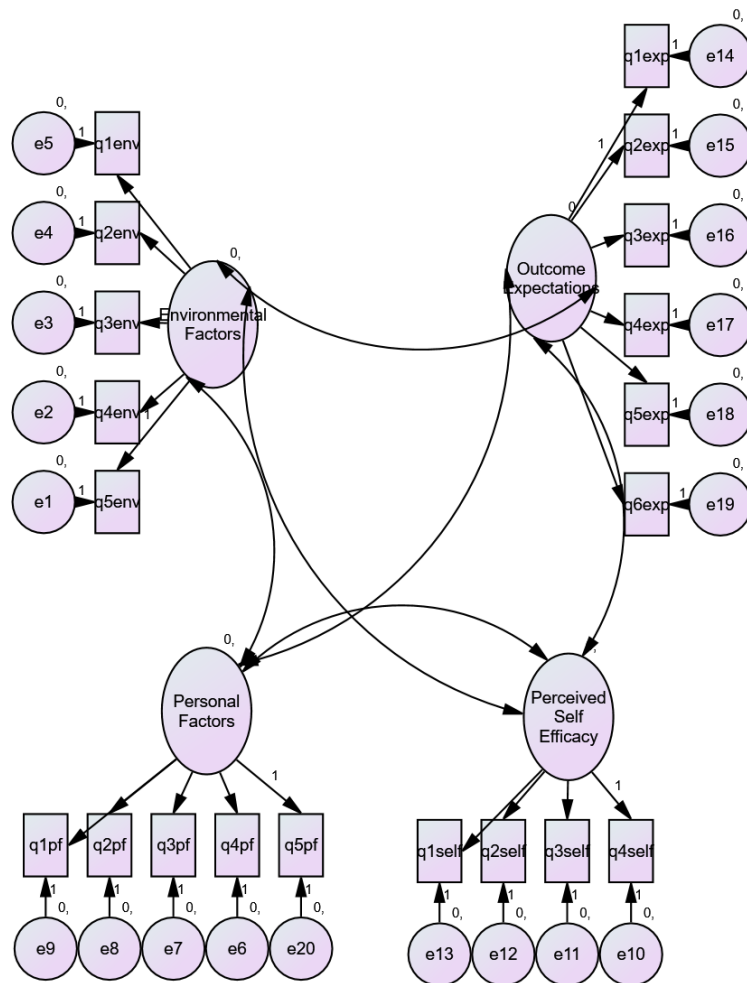 0,
e5
1
q1env
0,
e4
1
q2env
0,
e3
1
q3env
0,
e2
1
q4env
1
0,
e1
1
q5env
0,
Environmental
Factors
0,
q1exp
1
e14
1
0,
q2exp
1
e15
0,
q3exp
1
e16
0,
q4exp
1
e17
0,
q5exp
1
e18
0,
q6exp
1
e19
0
Outcome
Expectations
0,
Personal
Factors
1
q1pf
q2pf
q3pf
q4pf
q5pf
1
1
1
1
1
0,
0,
0,
0,
0,
e9
e8
e7
e6
e20
,
Perceived
Self
Efficacy
1
q1self
q2self
q3self
q4self
1
1
1
1
0,
0,
0,
0,
e13
e12
e11
e10